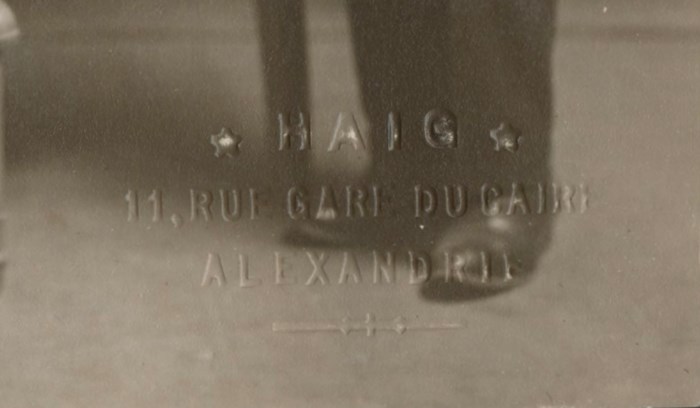 ★ HAIG ★
11, RUE GARE DU CAIRE
ALEXANDRIE